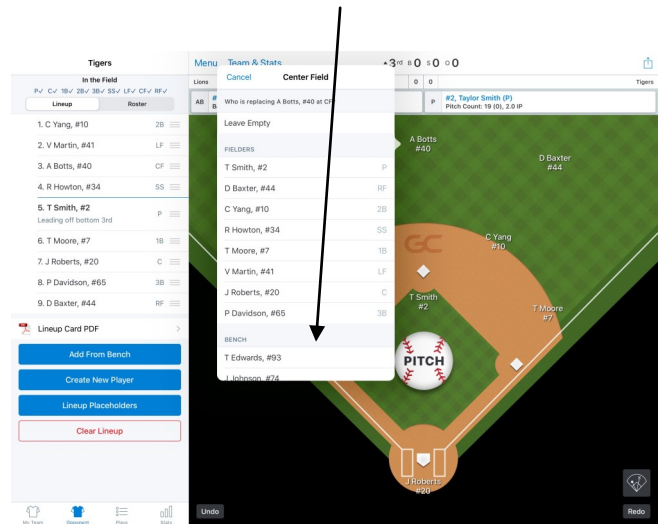 Tigers
In the Field
P✓ C✓ 1B✓ 2B✓ 3B✓ SS✓ LF✓ CF✓ RF✓
Lineup Roster
1. C Yang, #10 2B
2. V Martin, #41 LF
3. A Botts, #40 CF
4. R Howton, #34 SS
5. T Smith, #2 P
Leading off bottom 3rd
6. T Moore, #7 1B
7. J Roberts, #20 C
8. P Davidson, #65 3B
9. D Baxter, #44 RF
Lineup Card PDF
Add From Bench
Create New Player
Lineup Placeholders
Clear Lineup
My Team Opponent Plays Stats
Menu Team & Stats ▲3rd B 0 S 0 O 0
Lions 0 0 Tigers
AB # P #2, Taylor Smith (P)
Pitch Count: 19 (0), 2.0 IP
Cancel Center Field
Who is replacing A Botts, #40 at CF
Leave Empty
FIELDERS
T Smith, #2 P
D Baxter, #44 RF
C Yang, #10 2B
R Howton, #34 SS
T Moore, #7 1B
V Martin, #41 LF
J Roberts, #20 C
P Davidson, #65 3B
BENCH
T Edwards, #93
J Johnson, #74
A Botts
#40
D Baxter
#44
C Yang
#10
GC
T Smith
#2
T Moore
#7
PITCH
J Roberts
#20
Undo
Redo